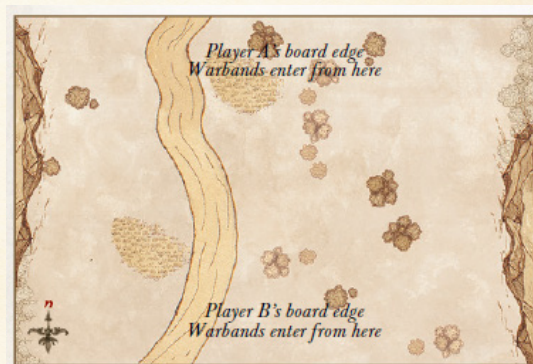 Player A's board edge
Warbands enter from here
n
Player B's board edge
Warbands enter from here